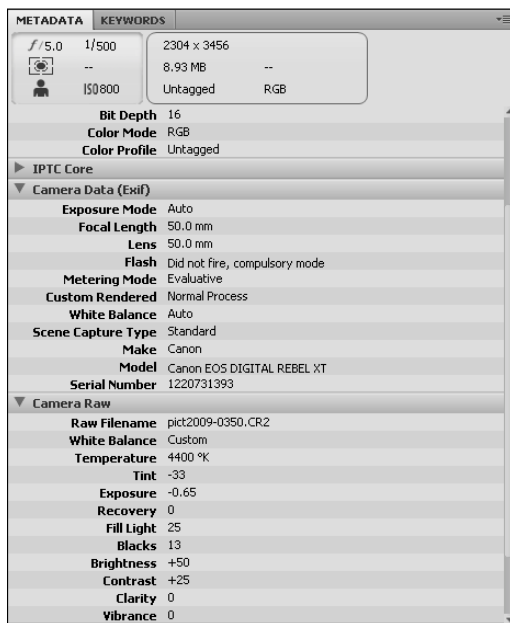 METADATA KEYWORDS
f/5.0 1/500
--
ISO800
2304 x 3456
8.93 MB --
Untagged RGB
Bit Depth 16
Color Mode RGB
Color Profile Untagged
IPTC Core
Camera Data (Exif)
Exposure Mode Auto
Focal Length 50.0 mm
Lens 50.0 mm
Flash Did not fire, compulsory mode
Metering Mode Evaluative
Custom Rendered Normal Process
White Balance Auto
Scene Capture Type Standard
Make Canon
Model Canon EOS DIGITAL REBEL XT
Serial Number 1220731393
Camera Raw
Raw Filename pict2009-0350.CR2
White Balance Custom
Temperature 4400 °K
Tint -33
Exposure -0.65
Recovery 0
Fill Light 25
Blacks 13
Brightness +50
Contrast +25
Clarity 0
Vibrance 0